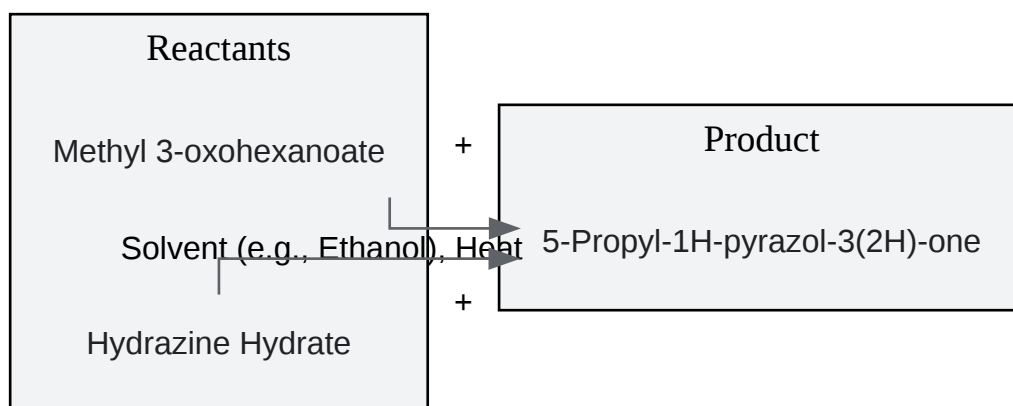 Reactants
Methyl 3-oxohexanoate
+
Product
Solvent (e.g., Ethanol), Heat
5-Propyl-1H-pyrazol-3(2H)-one
+
Hydrazine Hydrate